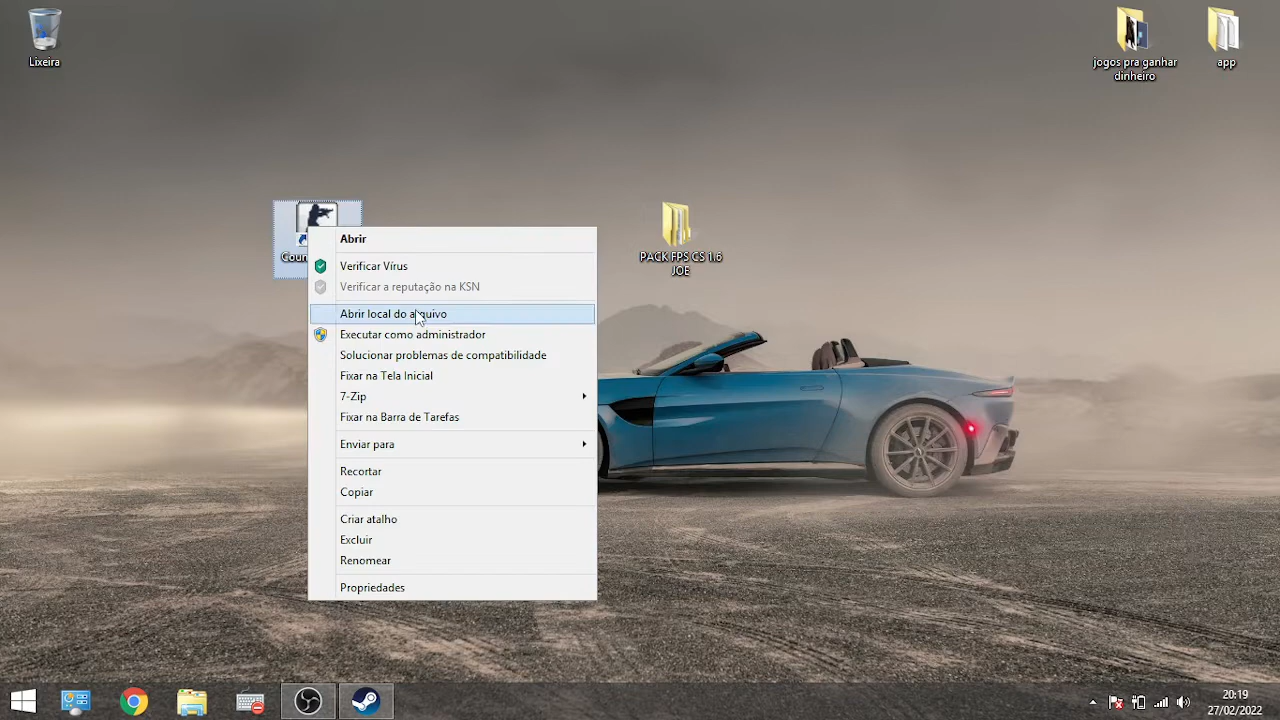 Lixeira
jogos pra ganhar
dinheiro
app
Coun
PACK FPS CS 1.6
JOE
Abrir
Verificar Vírus
Verificar a reputação na KSN
Abrir local do arquivo
Executar como administrador
Solucionar problemas de compatibilidade
Fixar na Tela Inicial
7-Zip
Fixar na Barra de Tarefas
Enviar para
Recortar
Copiar
Criar atalho
Excluir
Renomear
Propriedades
20:19
27/02/2022